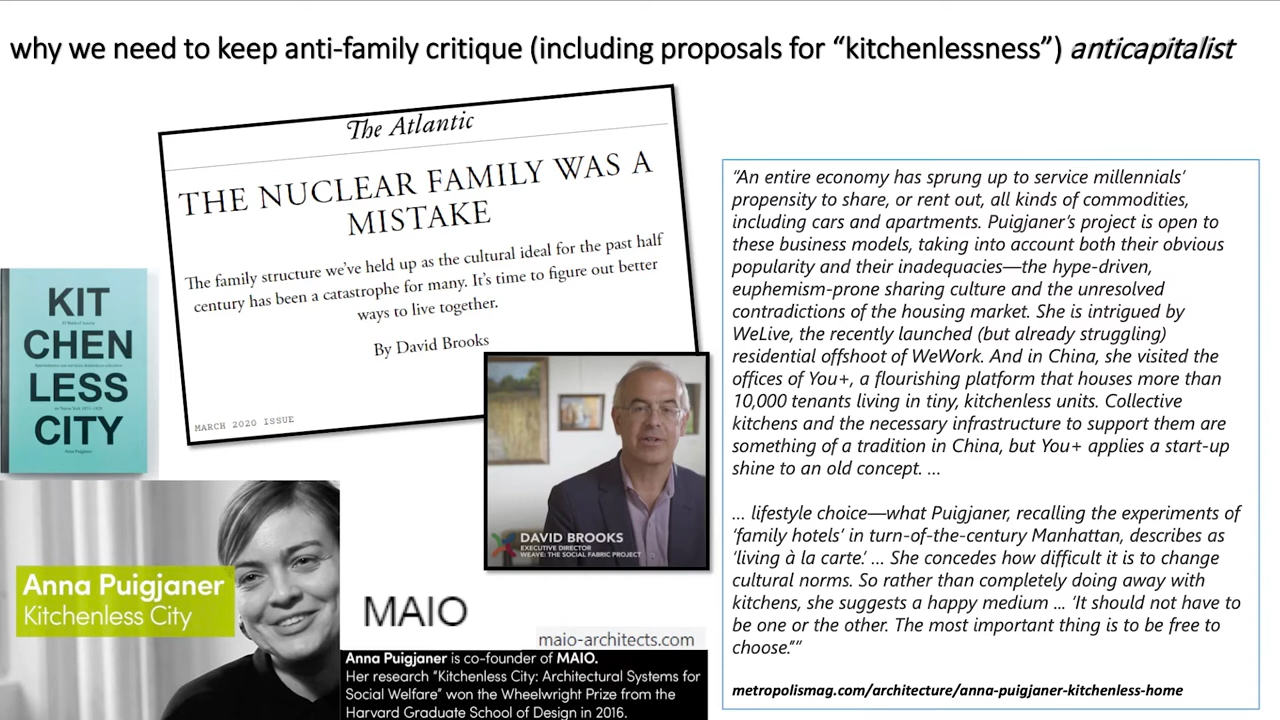 why we need to keep anti-family critique (including proposals for “kitchenlessness”) anticapitalist
The Atlantic
THE NUCLEAR FAMILY WAS A
MISTAKE
The family structure we’ve held up as the cultural ideal for the past half
century has been a catastrophe for many. It’s time to figure out better
ways to live together.
By David Brooks
MARCH 2020 ISSUE
KIT
CHEN
LESS
CITY
Anna Puigjaner
DAVID BROOKS
EXECUTIVE DIRECTOR
WEAVE: THE SOCIAL FABRIC PROJECT
Anna Puigjaner
Kitchenless City
MAIO
maio-architects.com
Anna Puigjaner is co-founder of MAIO.
Her research “Kitchenless City: Architectural Systems for
Social Welfare” won the Wheelwright Prize from the
Harvard Graduate School of Design in 2016.
“An entire economy has sprung up to service millennials’
propensity to share, or rent out, all kinds of commodities,
including cars and apartments. Puigjaner’s project is open to
these business models, taking into account both their obvious
popularity and their inadequacies—the hype-driven,
euphemism-prone sharing culture and the unresolved
contradictions of the housing market. She is intrigued by
WeLive, the recently launched (but already struggling)
residential offshoot of WeWork. And in China, she visited the
offices of You+, a flourishing platform that houses more than
10,000 tenants living in tiny, kitchenless units. Collective
kitchens and the necessary infrastructure to support them are
something of a tradition in China, but You+ applies a start-up
shine to an old concept. …
… lifestyle choice—what Puigjaner, recalling the experiments of
‘family hotels’ in turn-of-the-century Manhattan, describes as
‘living à la carte.’ … She concedes how difficult it is to change
cultural norms. So rather than completely doing away with
kitchens, she suggests a happy medium … ‘It should not have to
be one or the other. The most important thing is to be free to
choose.’”“
metropolismag.com/architecture/anna-puigjaner-kitchenless-home